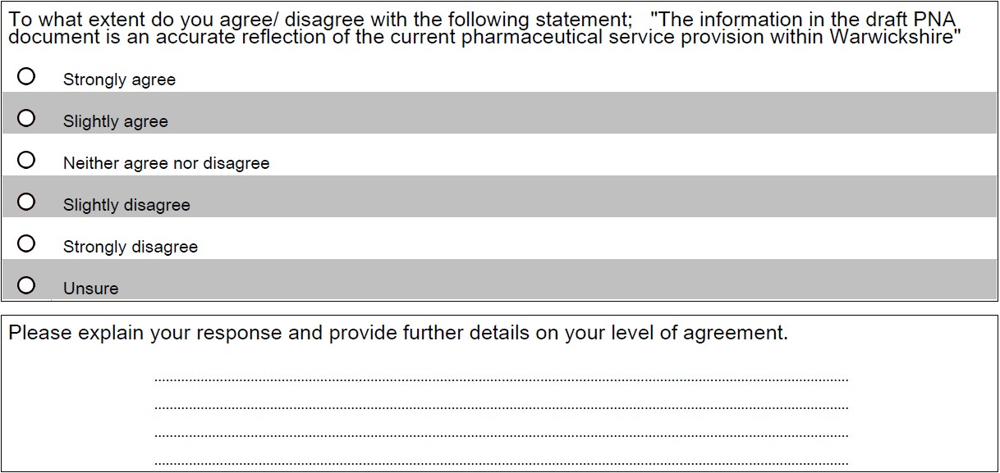 To what extent do you agree/ disagree with the following statement;   "The information in the draft PNA
document is an accurate reflection of the current pharmaceutical service provision within Warwickshire"
Strongly agree
Slightly agree
Neither agree nor disagree
Slightly disagree
Strongly disagree
Unsure
Please explain your response and provide further details on your level of agreement.